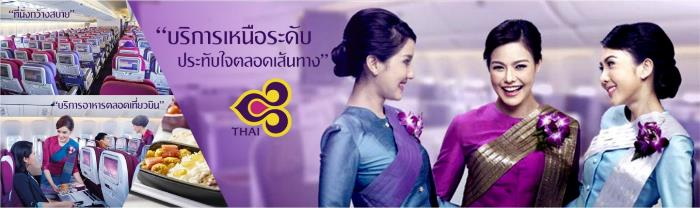 “ที่นั่งกว้างสบาย”
“บริการเหนือระดับ
ประทับใจตลอดเส้นทาง”
“บริการอาหารตลอดเที่ยวบิน”
THAI